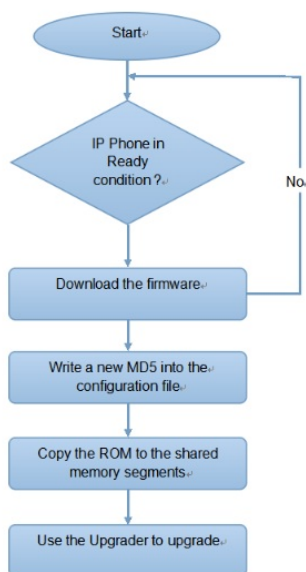 Start
IP Phone in
Ready
condition?
No
Download the firmware
Write a new MD5 into the
configuration file
Copy the ROM to the shared
memory segments
Use the Upgrader to upgrade